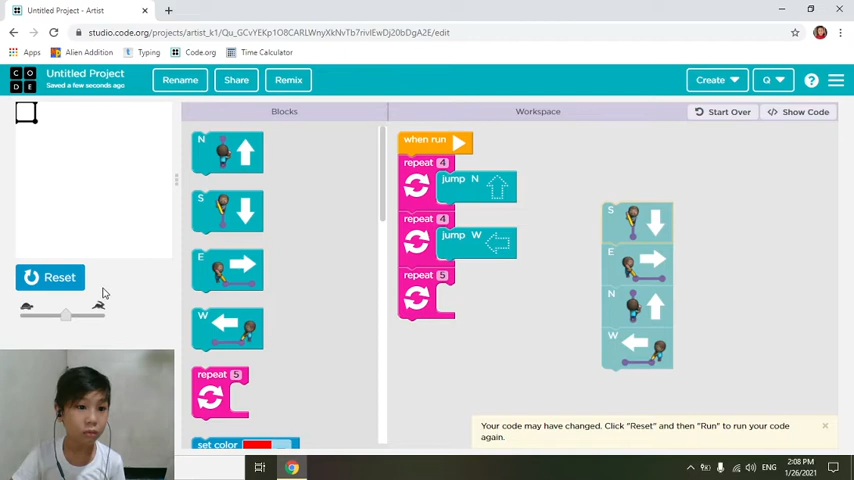 Untitled Project - Artist
studio.code.org/projects/artist_k1/Qu_GCvYEKp1O8CARLWnyXkNvTb7rivIEwDj20bDgA2E/edit
Apps
Alien Addition
Typing
Code.org
Time Calculator
C O
D E
Untitled Project
Saved a few seconds ago
Rename
Share
Remix
Create
Q
?
Blocks
Workspace
Start Over
</> Show Code
N
S
E
W
repeat 5
set color
when run
repeat 4
jump N
repeat 4
jump W
repeat 5
S
E
N
W
Reset
Your code may have changed. Click "Reset" and then "Run" to run your code
again.
ENG
2:08 PM
1/26/2021